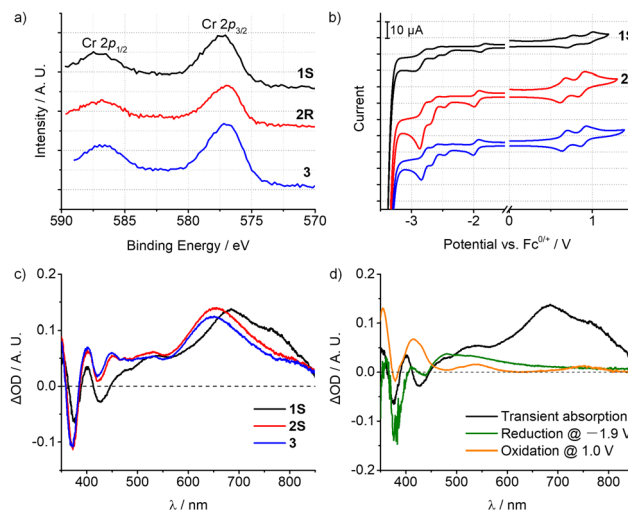 a)
Cr 2p1/2
Cr 2p3/2
1S
2R
3
Intensity / A. U.
590 585 580 575 570
Binding Energy / eV
b)
10 µA
1S
2
3
Current
−3 −2 0 1
Potential vs. Fc0/+ / V
c)
0.2
0.1
0.0
-0.1
ΔOD / A. U.
1S
2S
3
400 500 600 700 800
λ / nm
d)
0.2
0.1
0.0
-0.1
-0.2
ΔOD / A. U.
Transient absorption
Reduction @ −1.9 V
Oxidation @ 1.0 V
400 500 600 700 800
λ / nm